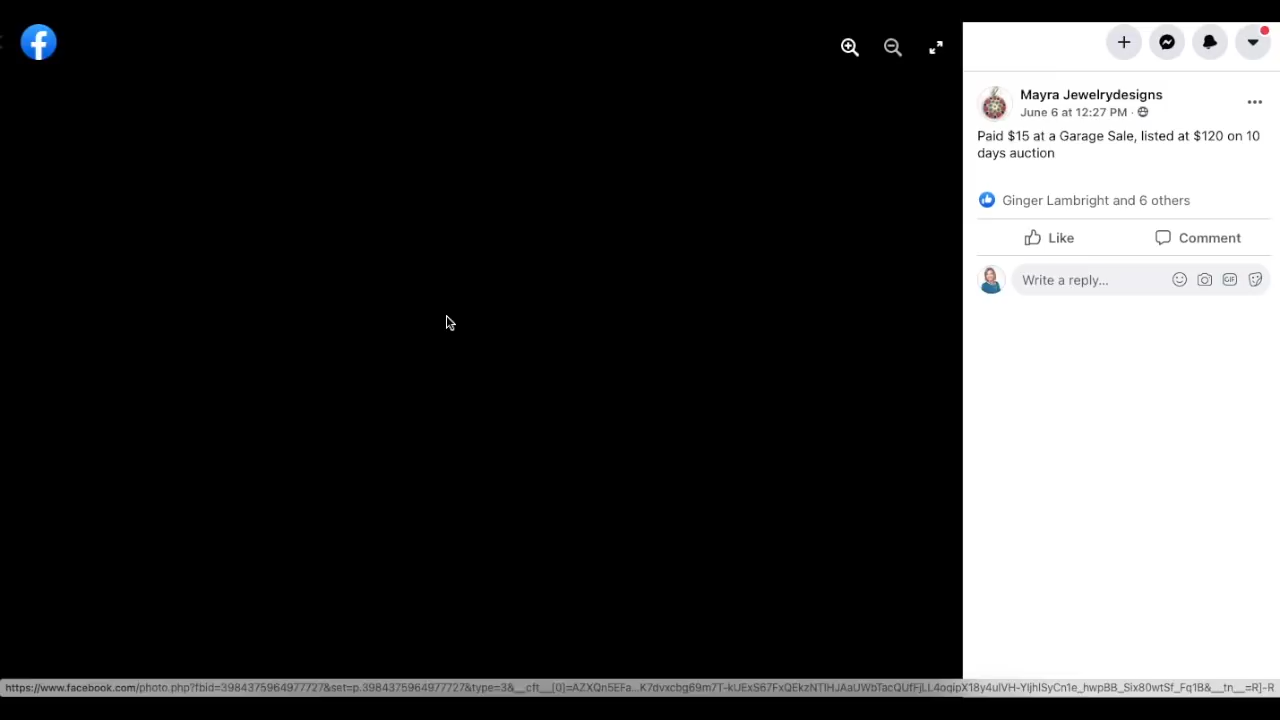 Mayra Jewelrydesigns
June 6 at 12:27 PM ·
Paid $15 at a Garage Sale, listed at $120 on 10
days auction
Ginger Lambright and 6 others
Like Comment
Write a reply...
GIF